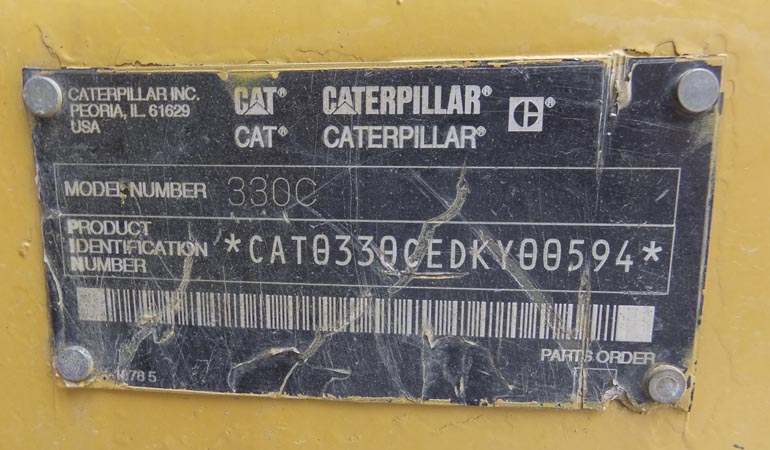 CATERPILLAR INC.
PEORIA, IL. 61629
USA
CAT® CATERPILLAR®
CAT® CATERPILLAR®
MODEL NUMBER 330C
PRODUCT
IDENTIFICATION
NUMBER
*CAT0330CEDKY00594*
PARTS ORDER